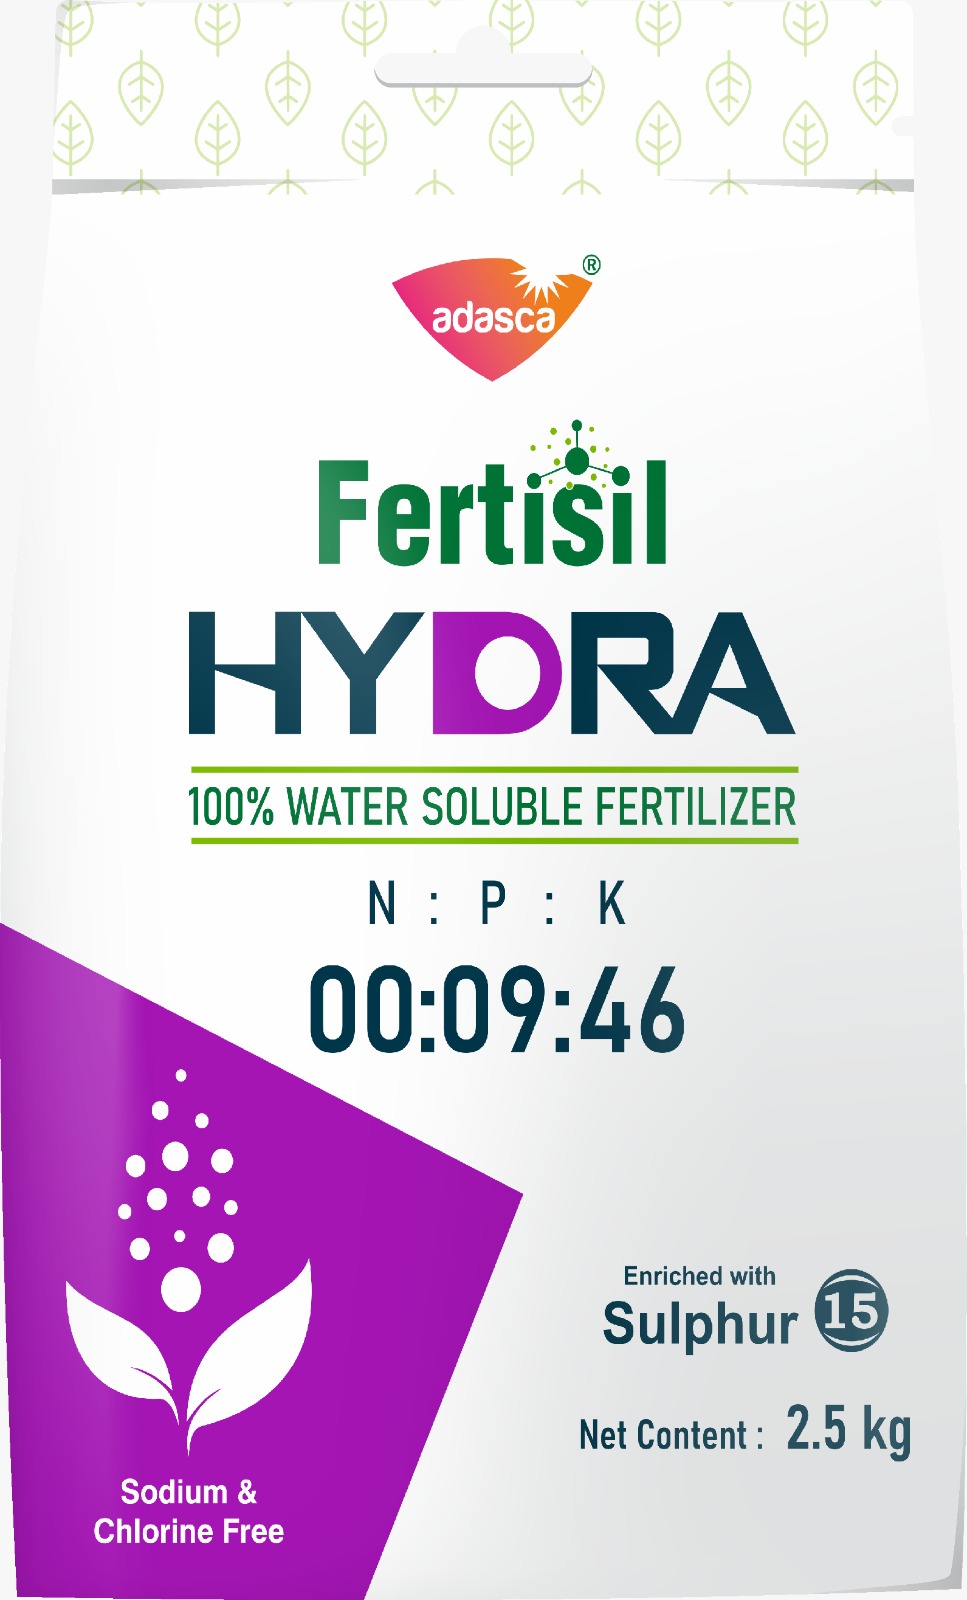 adasca®
Fertisil
HYDRA
100% WATER SOLUBLE FERTILIZER
N : P : K
00:09:46
Enriched with
Sulphur 15
Net Content : 2.5 kg
Sodium &
Chlorine Free